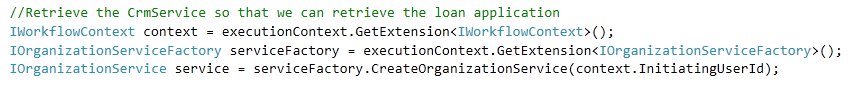 //Retrieve the CrmService so that we can retrieve the loan application
IWorkflowContext context = executionContext.GetExtension<IWorkflowContext>();
IOrganizationServiceFactory serviceFactory = executionContext.GetExtension<IOrganizationServiceFactory>();
IOrganizationService service = serviceFactory.CreateOrganizationService(context.InitiatingUserId);